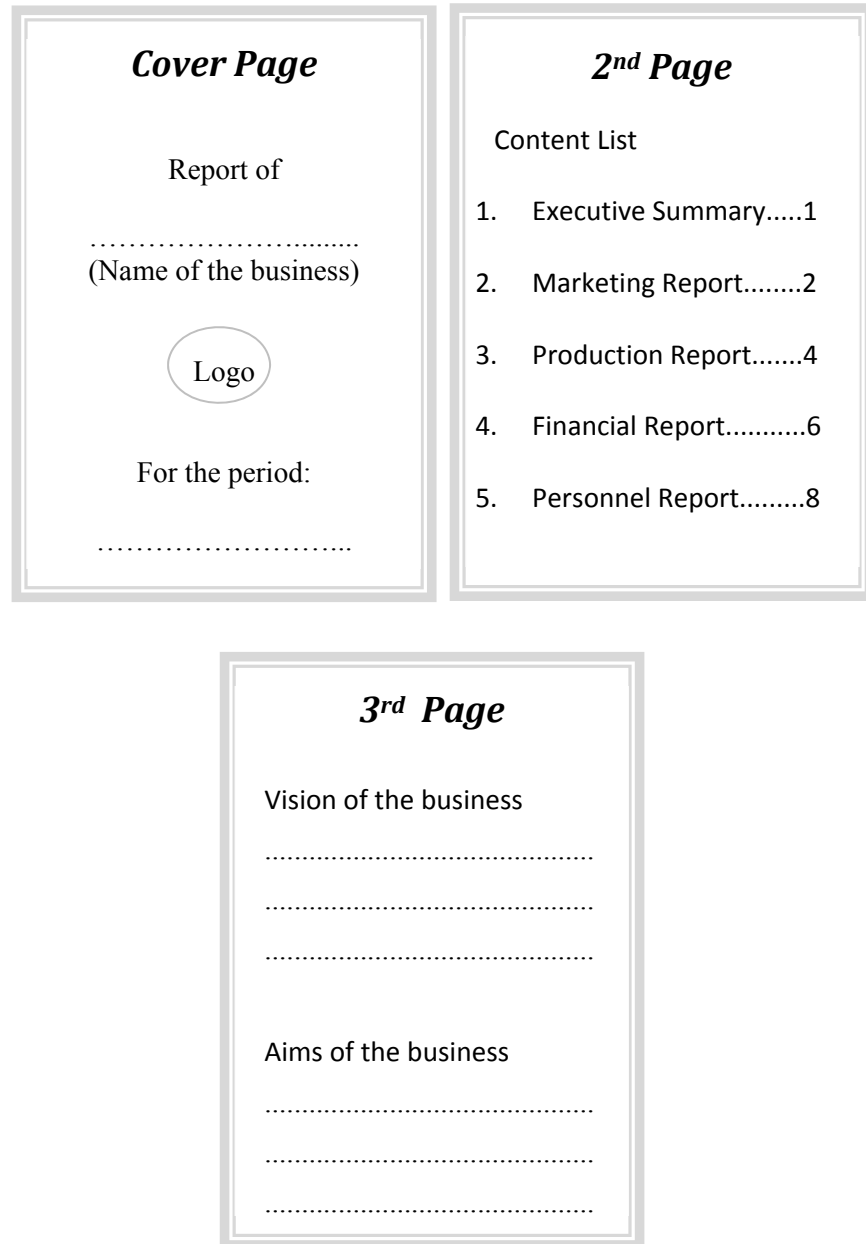 Cover Page
Report of
…………………….........
(Name of the business)
Logo
For the period:
……………………...
2nd Page
Content List
1. Executive Summary.....1
2. Marketing Report........2
3. Production Report.......4
4. Financial Report...........6
5. Personnel Report.........8
3rd Page
Vision of the business
.............................................
.............................................
.............................................
Aims of the business
.............................................
.............................................
.............................................